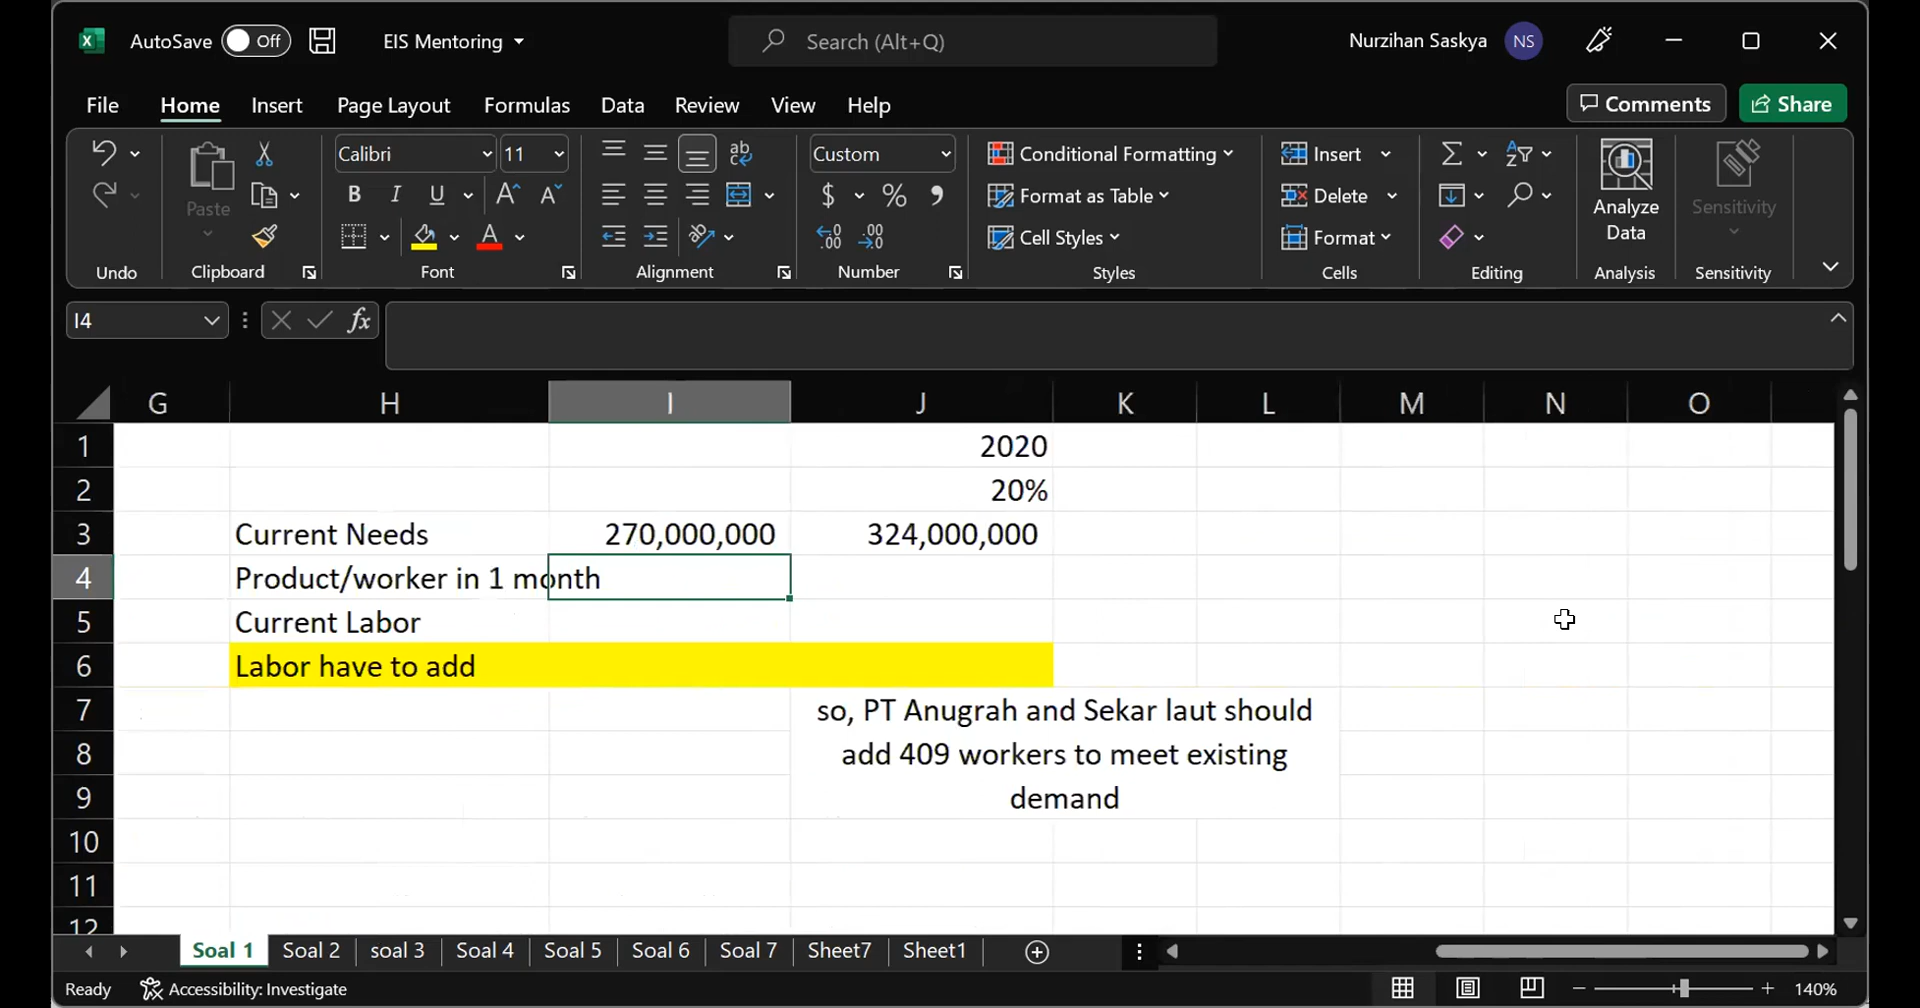 AutoSave Off EIS Mentoring Search (Alt+Q) Nurzihan Saskya NS
File Home Insert Page Layout Formulas Data Review View Help Comments Share
Calibri 11 Custom Conditional Formatting Insert
Paste B I U Format as Table Delete Analyze Data Sensitivity
Cell Styles Format
Undo Clipboard Font Alignment Number Styles Cells Editing Analysis Sensitivity
I4 fx
G H I J K L M N O
1 2020
2 20%
3 Current Needs 270,000,000 324,000,000
4 Product/worker in 1 month
5 Current Labor
6 Labor have to add
7 so, PT Anugrah and Sekar laut should
8 add 409 workers to meet existing
9 demand
10
11
12
Soal 1 Soal 2 soal 3 Soal 4 Soal 5 Soal 6 Soal 7 Sheet7 Sheet1
Ready Accessibility: Investigate 140%